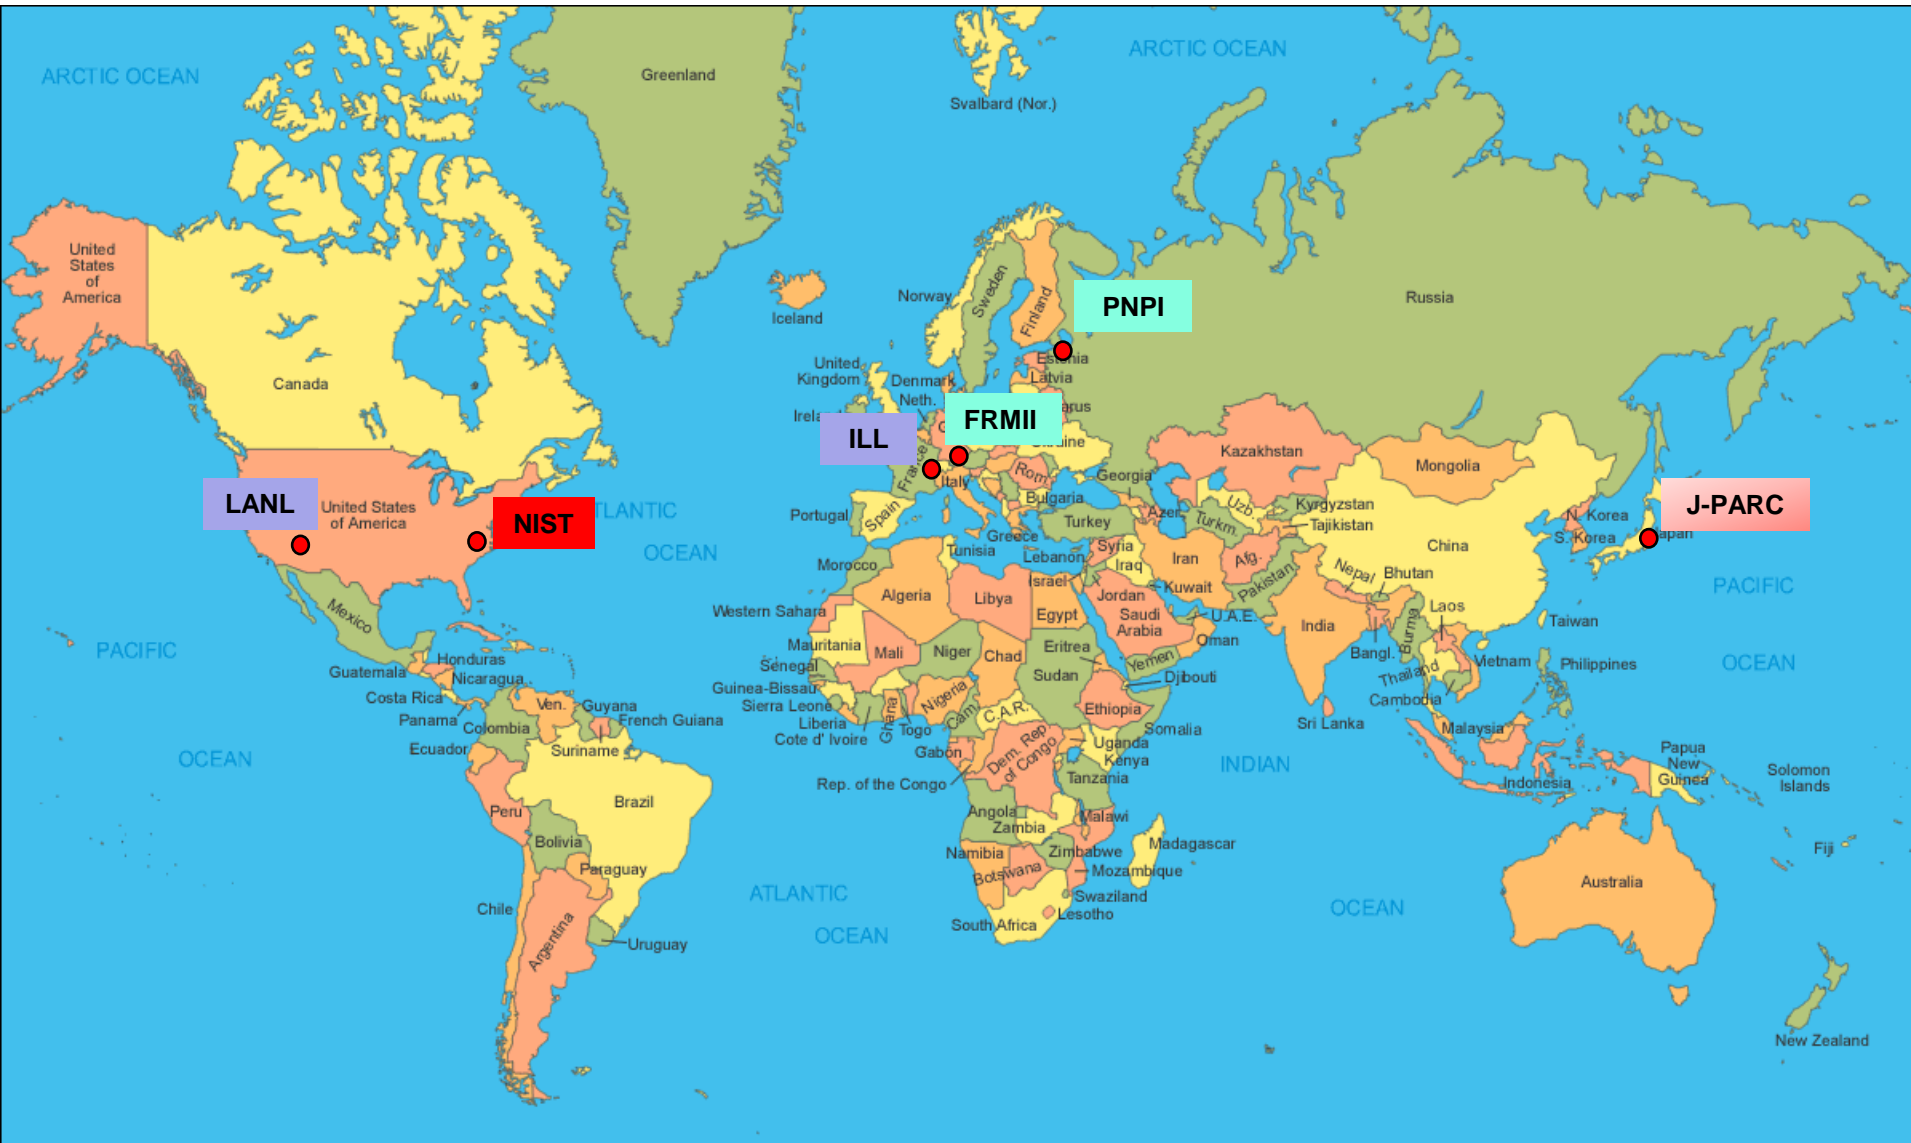 ARCTIC OCEAN
Greenland
ARCTIC OCEAN
Svalbard (Nor.)
United
States
of
America
Canada
Iceland
Norway
Sweden
Finland
PNPI
Russia
Estonia
Latvia
United
Kingdom
Denmark
Neth.
FRMII
ILL
France
Italy
Rom.
Bulgaria
Georgia
Kazakhstan
Mongolia
LANL
United States
of America
NIST
OCEAN
Portugal
Spain
Greece
Turkey
Azer.
Turkm.
Uzb.
Kyrgyzstan
Tajikistan
China
N. Korea
S. Korea
J-PARC
Mexico
Morocco
Tunisia
Lebanon
Israel
Syria
Iraq
Iran
Afg.
Pakistan
Nepal
Bhutan
Jordan
Kuwait
Western Sahara
Algeria
Libya
Egypt
Saudi
Arabia
U.A.E.
Oman
India
Bangl.
Burma
Laos
Taiwan
PACIFIC
OCEAN
PACIFIC
OCEAN
Mauritania
Mali
Niger
Chad
Eritrea
Sudan
Yemen
Djibouti
Thailand
Vietnam
Cambodia
Philippines
Guatemala
Honduras
Nicaragua
Costa Rica
Panama
Ven.
Guyana
French Guiana
Colombia
Suriname
Ecuador
Senegal
Guinea-Bissau
Sierra Leone
Liberia
Cote d' Ivoire
Ghana
Togo
Nigeria
Cam.
C.A.R.
Ethiopia
Somalia
Sri Lanka
Malaysia
Gabon
Rep. of the Congo
Dem. Rep
of Congo
Uganda
Kenya
Tanzania
INDIAN
OCEAN
Indonesia
Papua
New
Guinea
Solomon
Islands
Peru
Brazil
Bolivia
Paraguay
Chile
Argentina
Uruguay
ATLANTIC
OCEAN
Angola
Zambia
Malawi
Namibia
Botswana
Zimbabwe
Mozambique
Madagascar
Swaziland
Lesotho
South Africa
Australia
Fiji
New Zealand